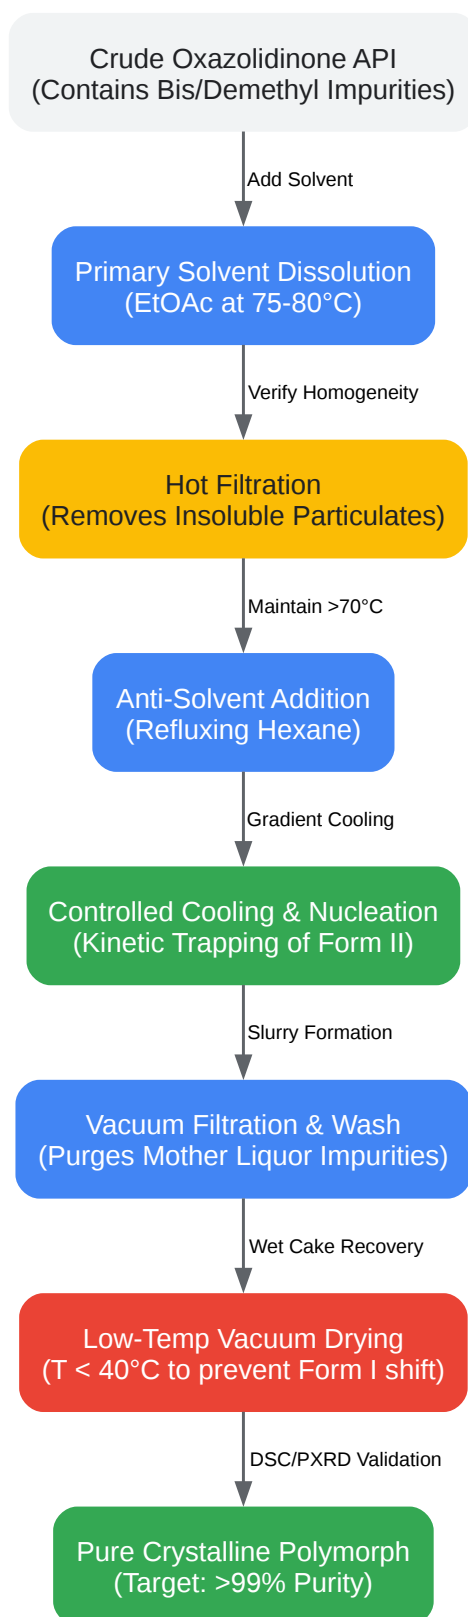 Crude Oxazolidinone API
(Contains Bis/Demethyl Impurities)
Add Solvent
Primary Solvent Dissolution
(EtOAc at 75-80°C)
Verify Homogeneity
Hot Filtration
(Removes Insoluble Particulates)
Maintain >70°C
Anti-Solvent Addition
(Refluxing Hexane)
Gradient Cooling
Controlled Cooling & Nucleation
(Kinetic Trapping of Form II)
Slurry Formation
Vacuum Filtration & Wash
(Purges Mother Liquor Impurities)
Wet Cake Recovery
Low-Temp Vacuum Drying
(T < 40°C to prevent Form I shift)
DSC/PXRD Validation
Pure Crystalline Polymorph
(Target: >99% Purity)